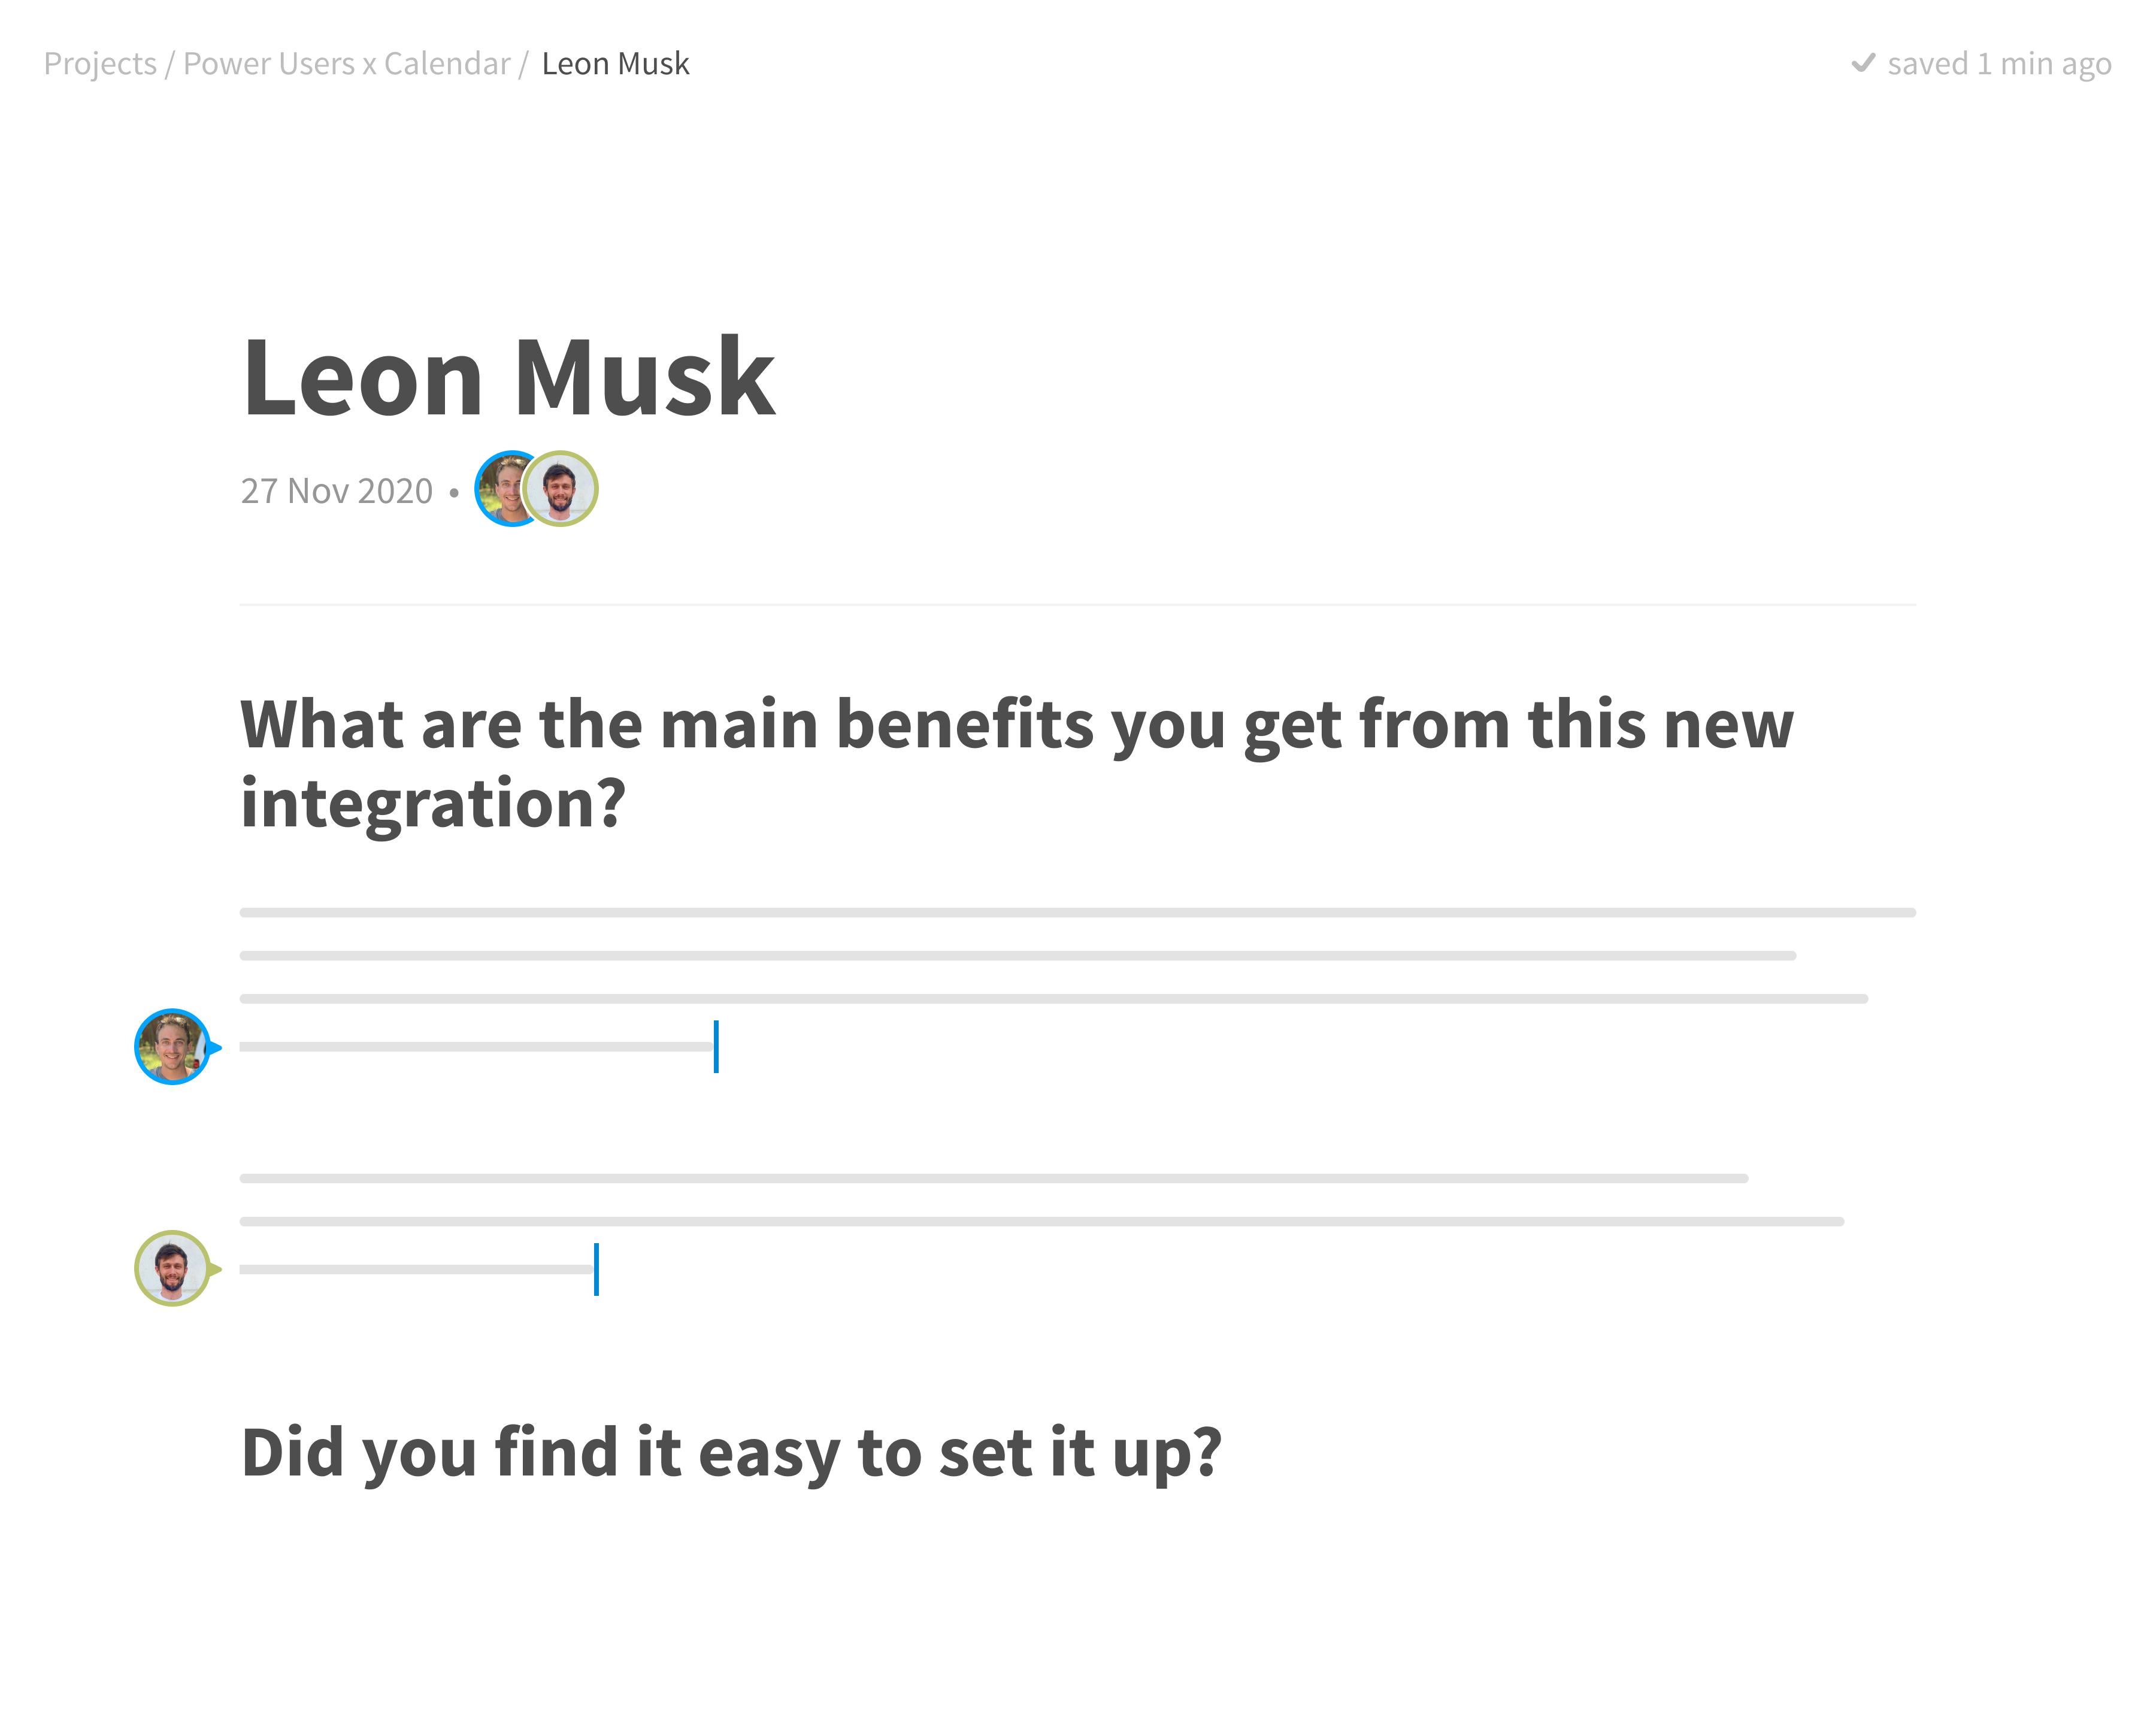 Projects / Power Users x Calendar / Leon Musk
saved 1 min ago
Leon Musk
27 Nov 2020 •
What are the main benefits you get from this new
integration?
Did you find it easy to set it up?